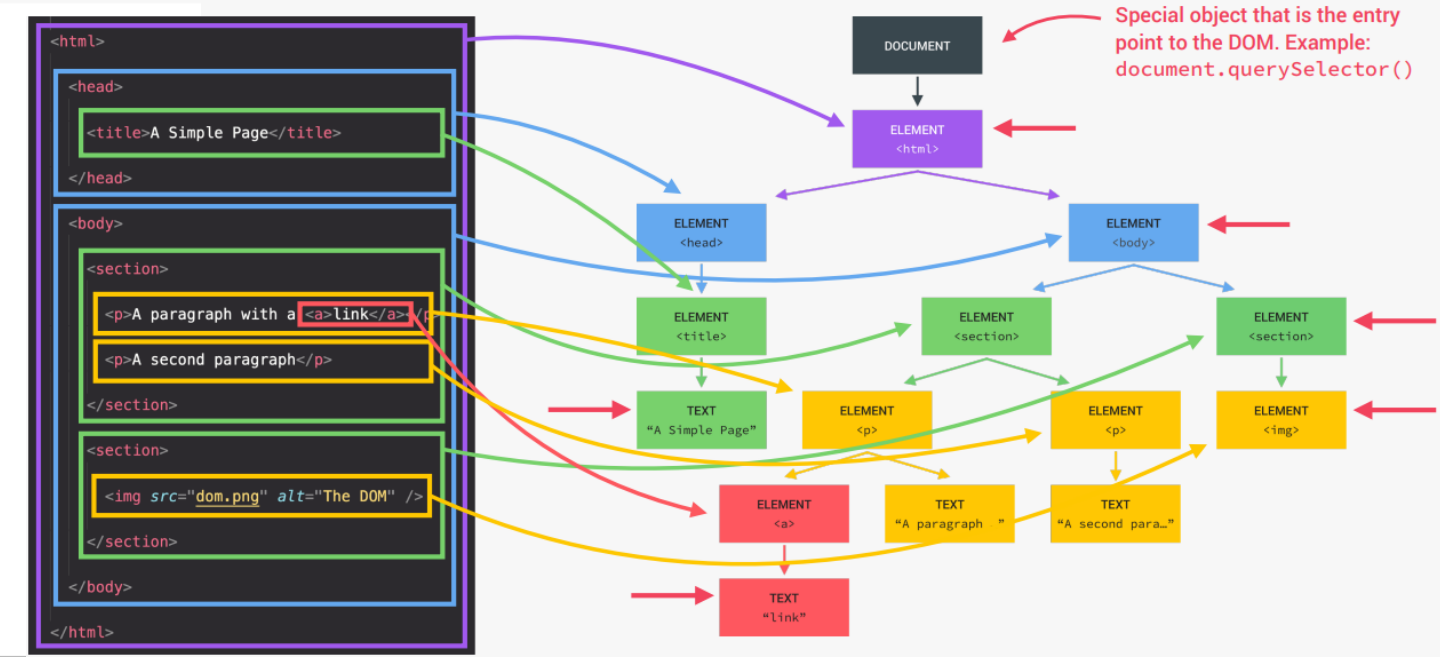 <html>
<head>
<title>A Simple Page</title>
</head>
<body>
<section>
<p>A paragraph with a <a>link</a></p>
<p>A second paragraph</p>
</section>
<section>
<img src="dom.png" alt="The DOM" />
</section>
</body>
</html>
Special object that is the entry
point to the DOM. Example:
document.querySelector()
DOCUMENT
ELEMENT
<html>
ELEMENT
<head>
ELEMENT
<body>
ELEMENT
<title>
ELEMENT
<section>
ELEMENT
<section>
TEXT
“A Simple Page”
ELEMENT
<p>
ELEMENT
<p>
ELEMENT
<img>
ELEMENT
<a>
TEXT
“A paragraph ”
TEXT
“A second para…”
TEXT
“link”